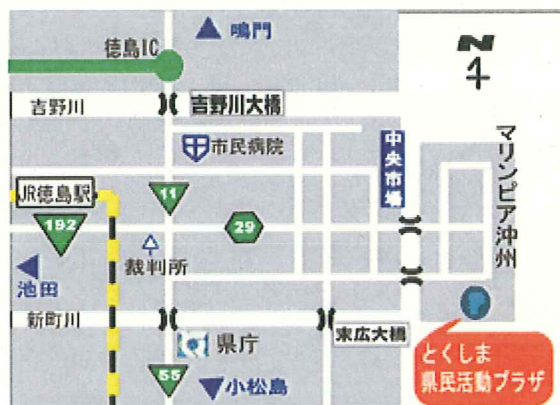 鳴門
徳島IC
N
吉野川
吉野川大橋
市民病院
中央市場
マリンピア沖州
JR徳島駅
192
11
29
裁判所
池田
新町川
県庁
末広大橋
とくしま
県民活動プラザ
55
小松島